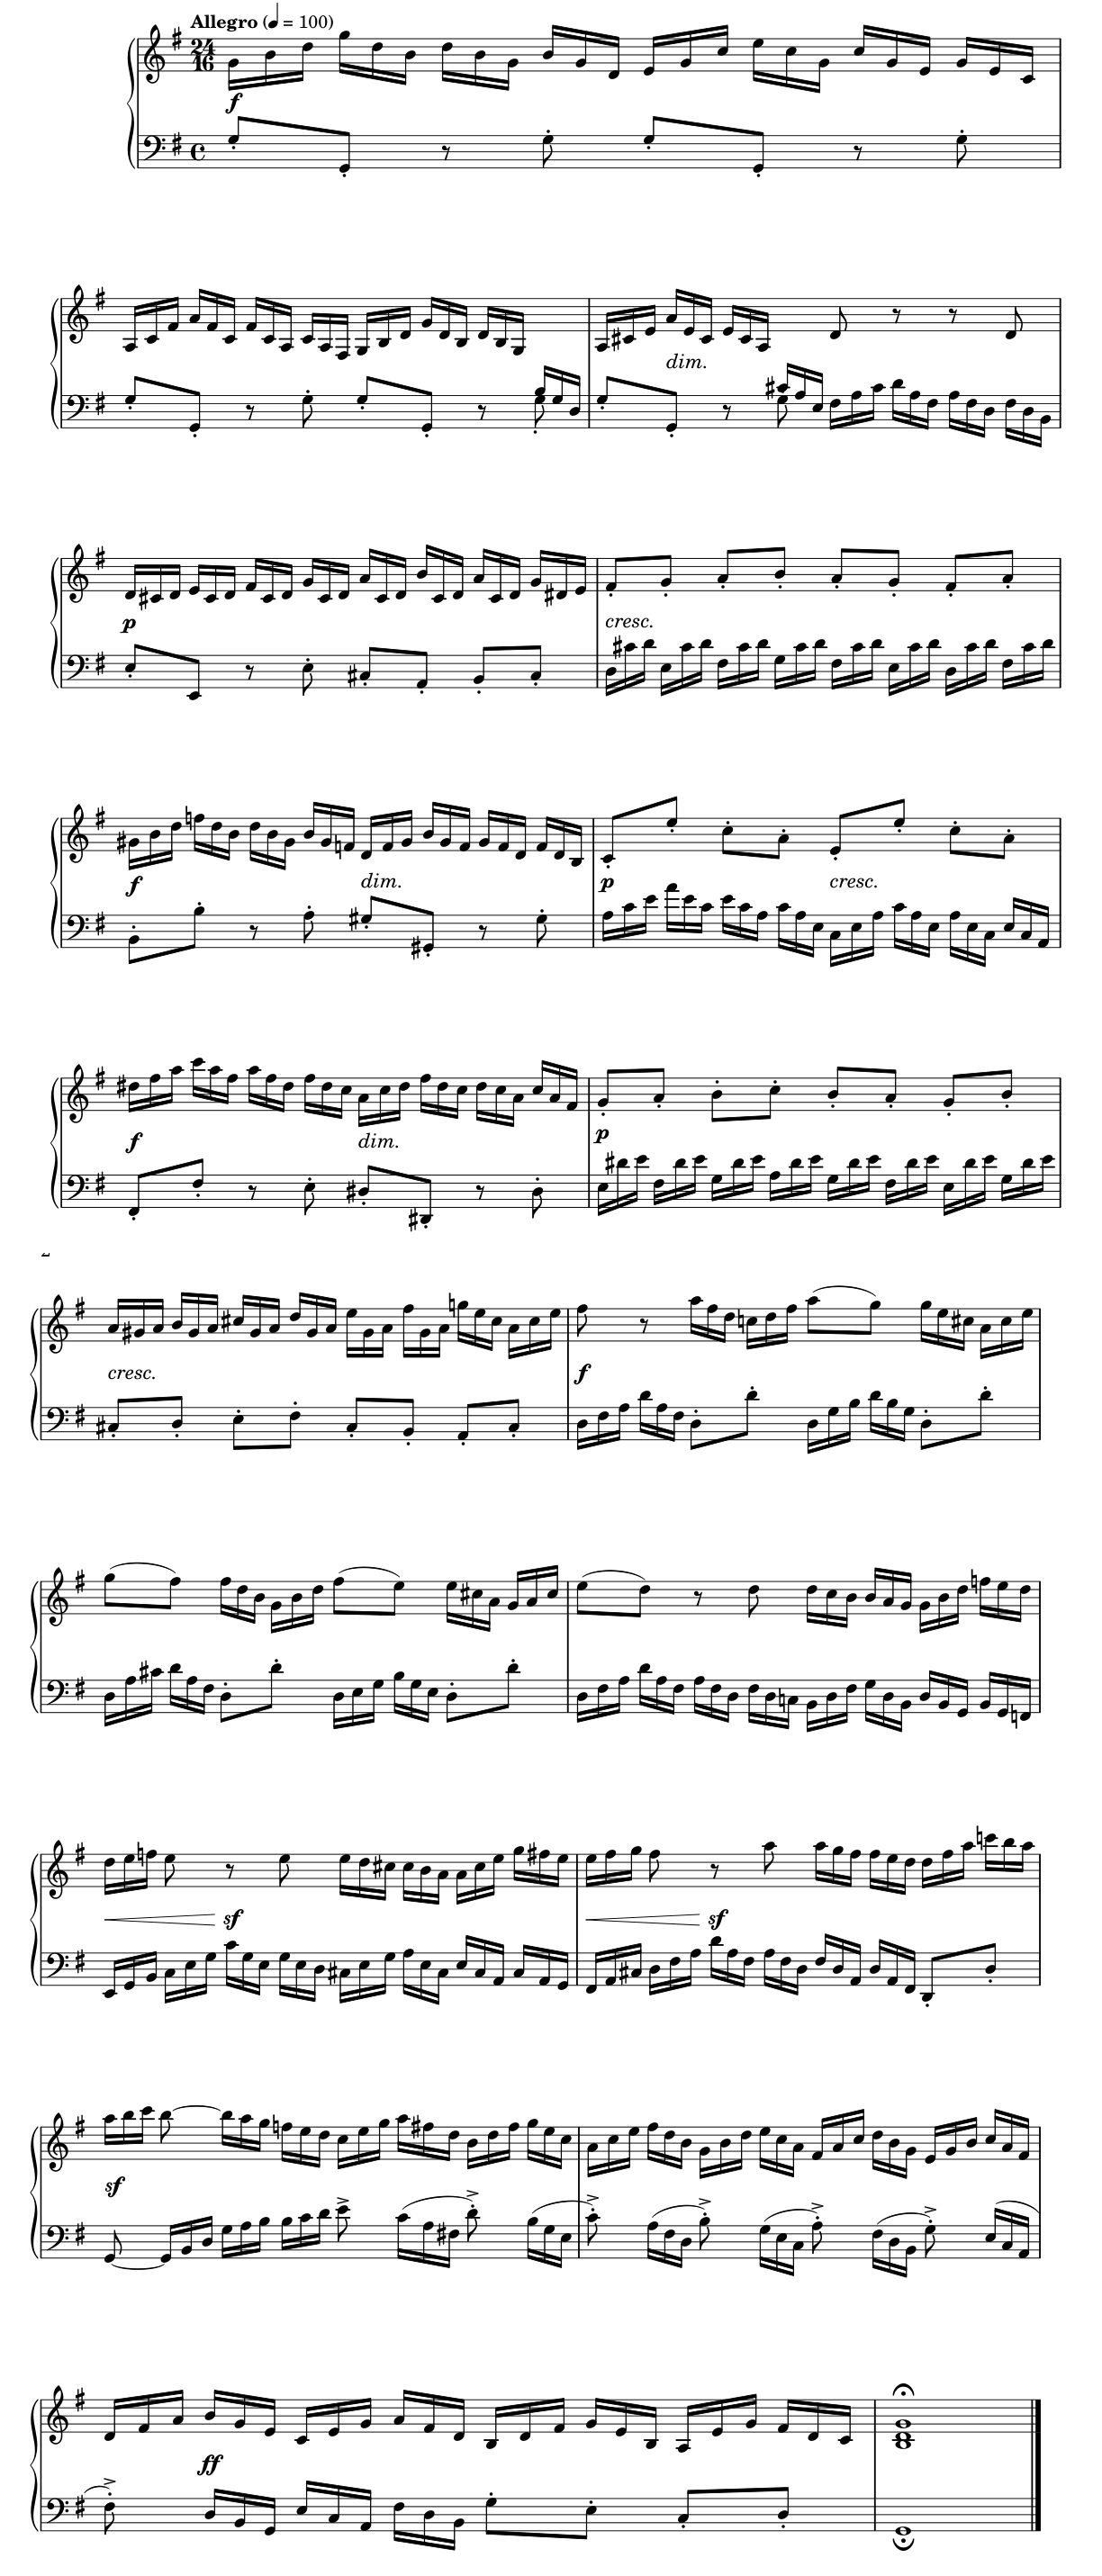 Allegro (♩ = 100)
24
16
f
dim.
p
cresc.
f
dim.
p
cresc.
f
dim.
p
cresc.
f
sf
sf
sf
ff